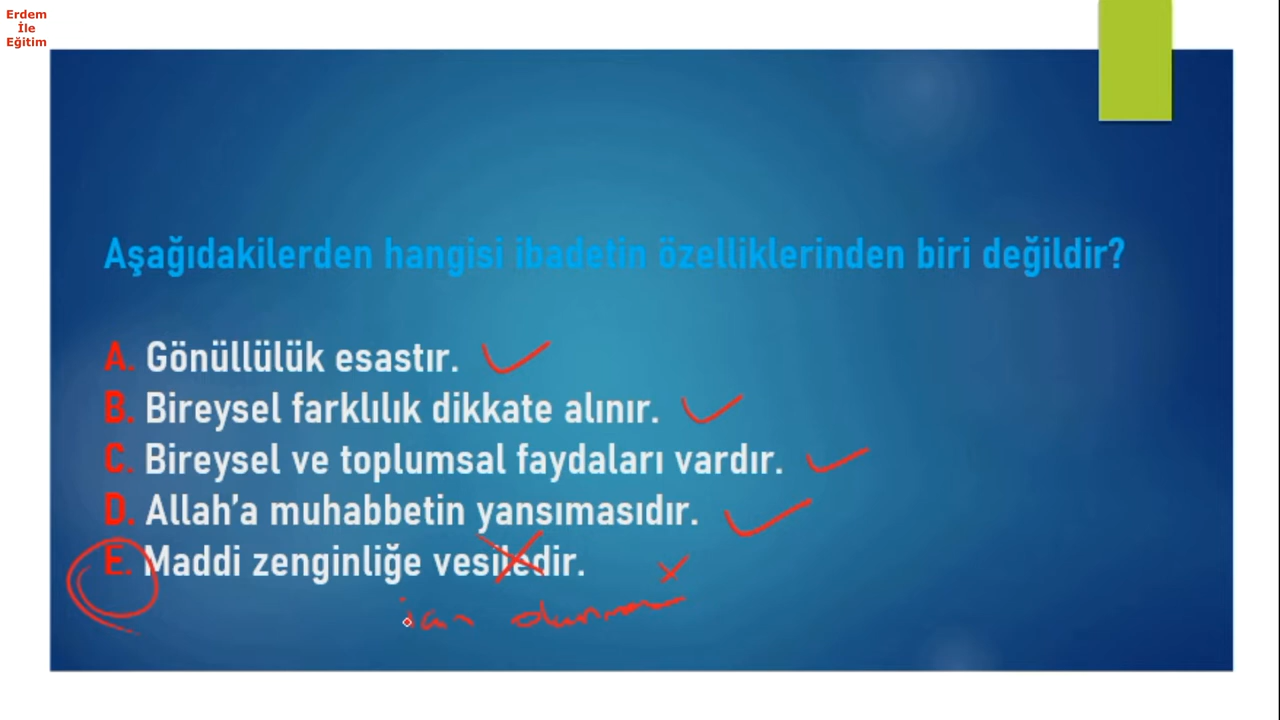 Erdem
İle
Eğitim
Aşağıdakilerden hangisi ibadetin özelliklerinden biri değildir?
A. Gönüllülük esastır.
B. Bireysel farklılık dikkate alınır.
C. Bireysel ve toplumsal faydaları vardır.
D. Allah’a muhabbetin yansımasıdır.
E. Maddi zenginliğe vesiledir.